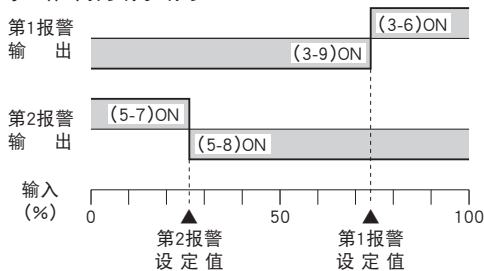 第1报警
输 出
(3-6)ON
(3-9)ON
第2报警
输 出
(5-7)ON
(5-8)ON
输入
(%)
0 50 100
第2报警
设 定 值
第1报警
设 定 值